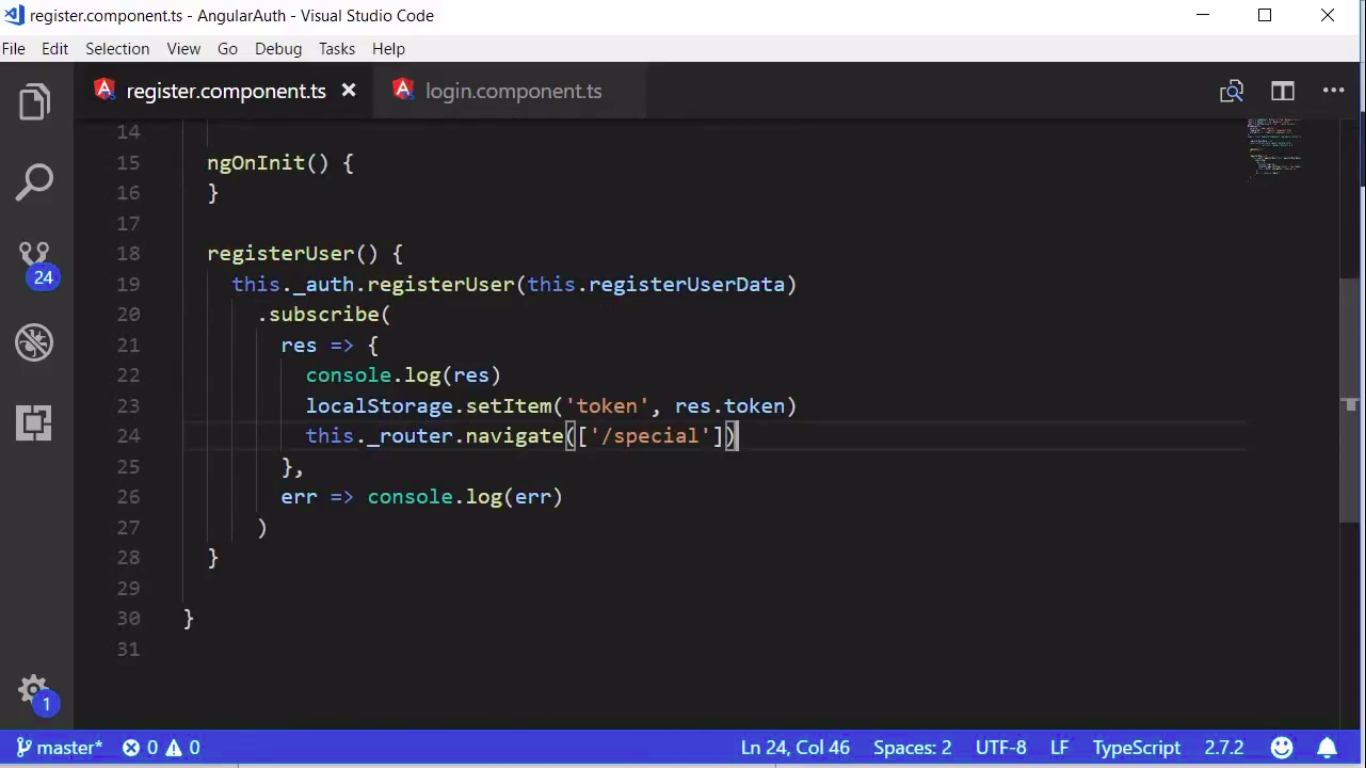 register.component.ts - AngularAuth - Visual Studio Code
File Edit Selection View Go Debug Tasks Help
register.component.ts login.component.ts
14
15 ngOnInit() {
16 }
17
18 registerUser() {
19 this._auth.registerUser(this.registerUserData)
20 .subscribe(
21 res => {
22 console.log(res)
23 localStorage.setItem('token', res.token)
24 this._router.navigate(['/special'])
25 },
26 err => console.log(err)
27 )
28 }
29
30 }
31
24
1
master* 0 0 Ln 24, Col 46 Spaces: 2 UTF-8 LF TypeScript 2.7.2